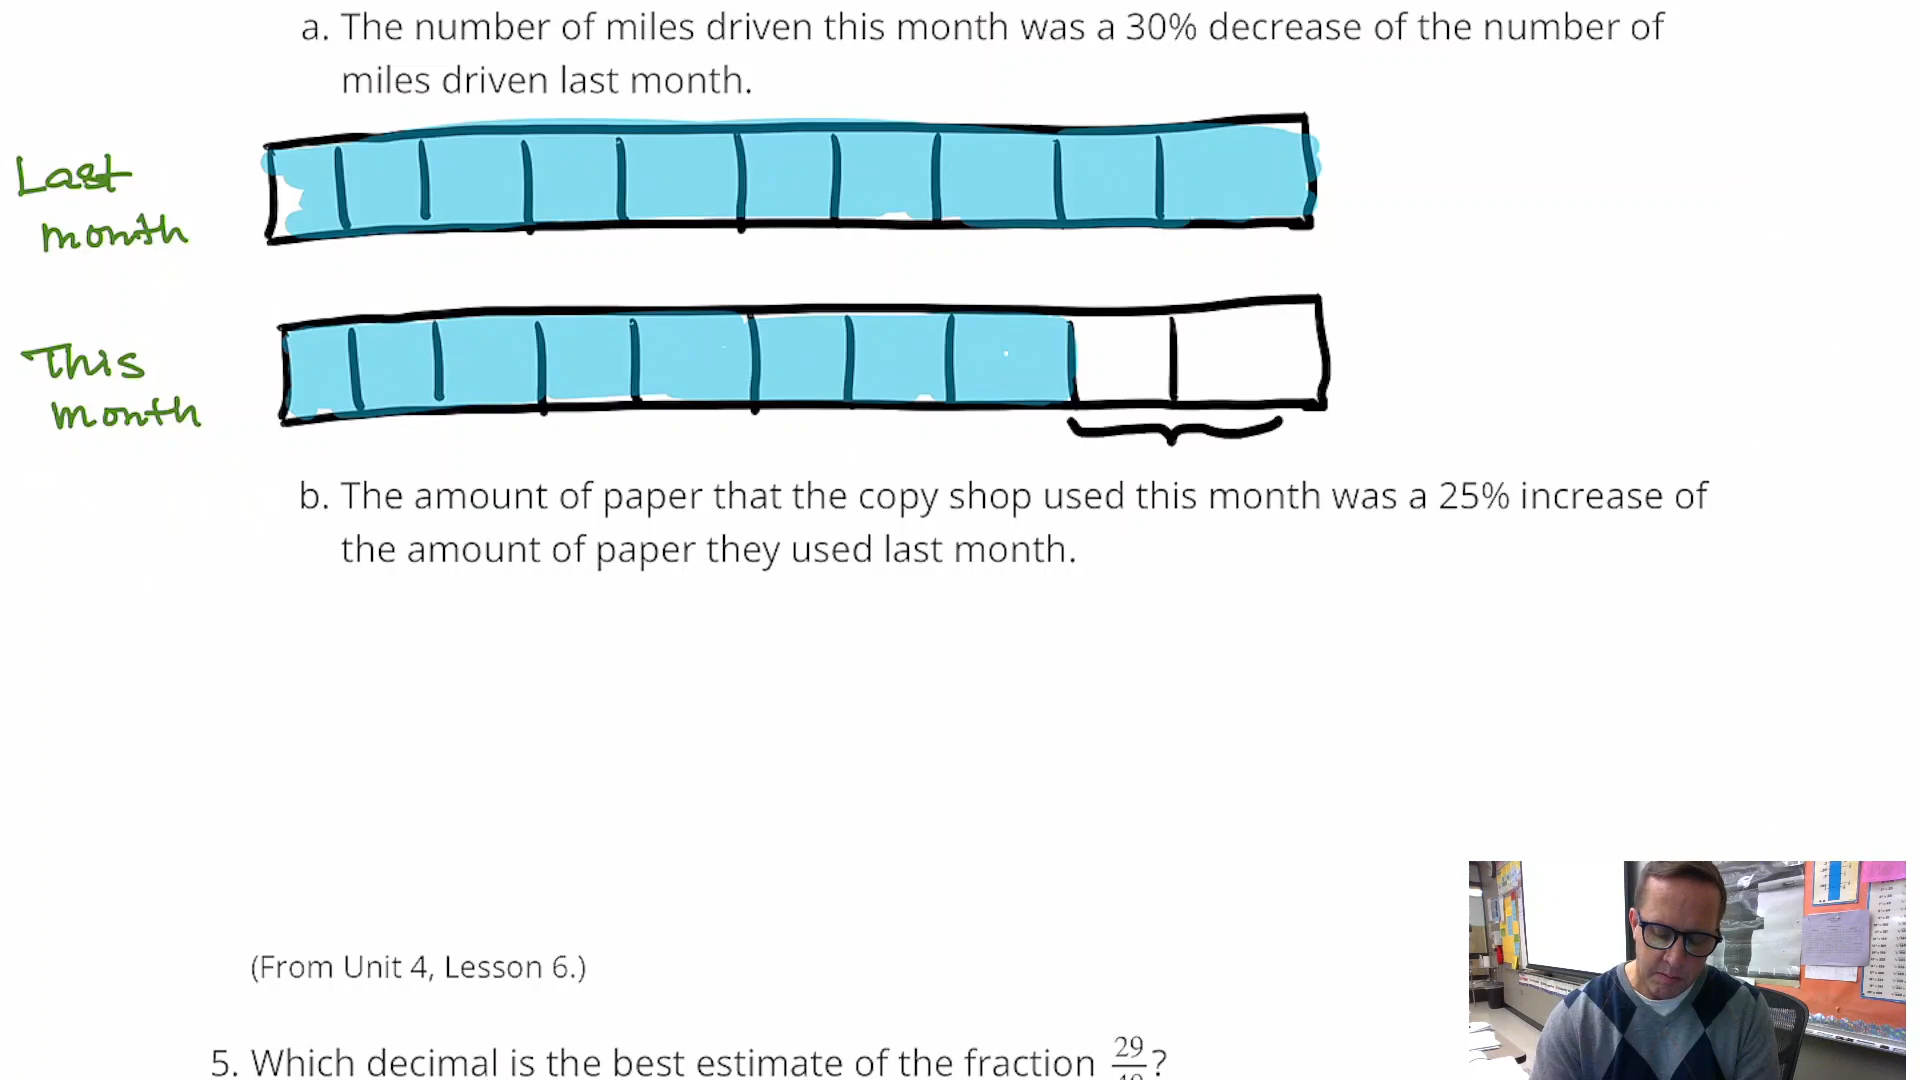 a. The number of miles driven this month was a 30% decrease of the number of
miles driven last month.
Last
month
This
month
b. The amount of paper that the copy shop used this month was a 25% increase of
the amount of paper they used last month.
(From Unit 4, Lesson 6.)
5. Which decimal is the best estimate of the fraction 29/40?